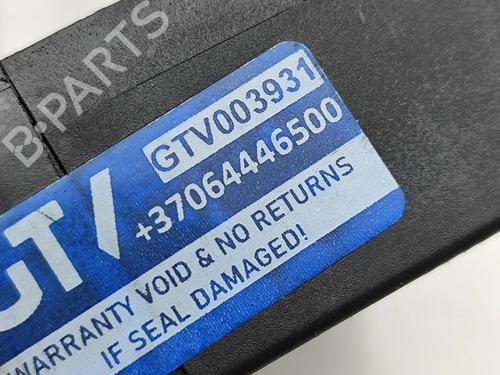 B-PARTS
GTV003931
GTV
+37064446500
WARRANTY VOID & NO RETURNS
IF SEAL DAMAGED!